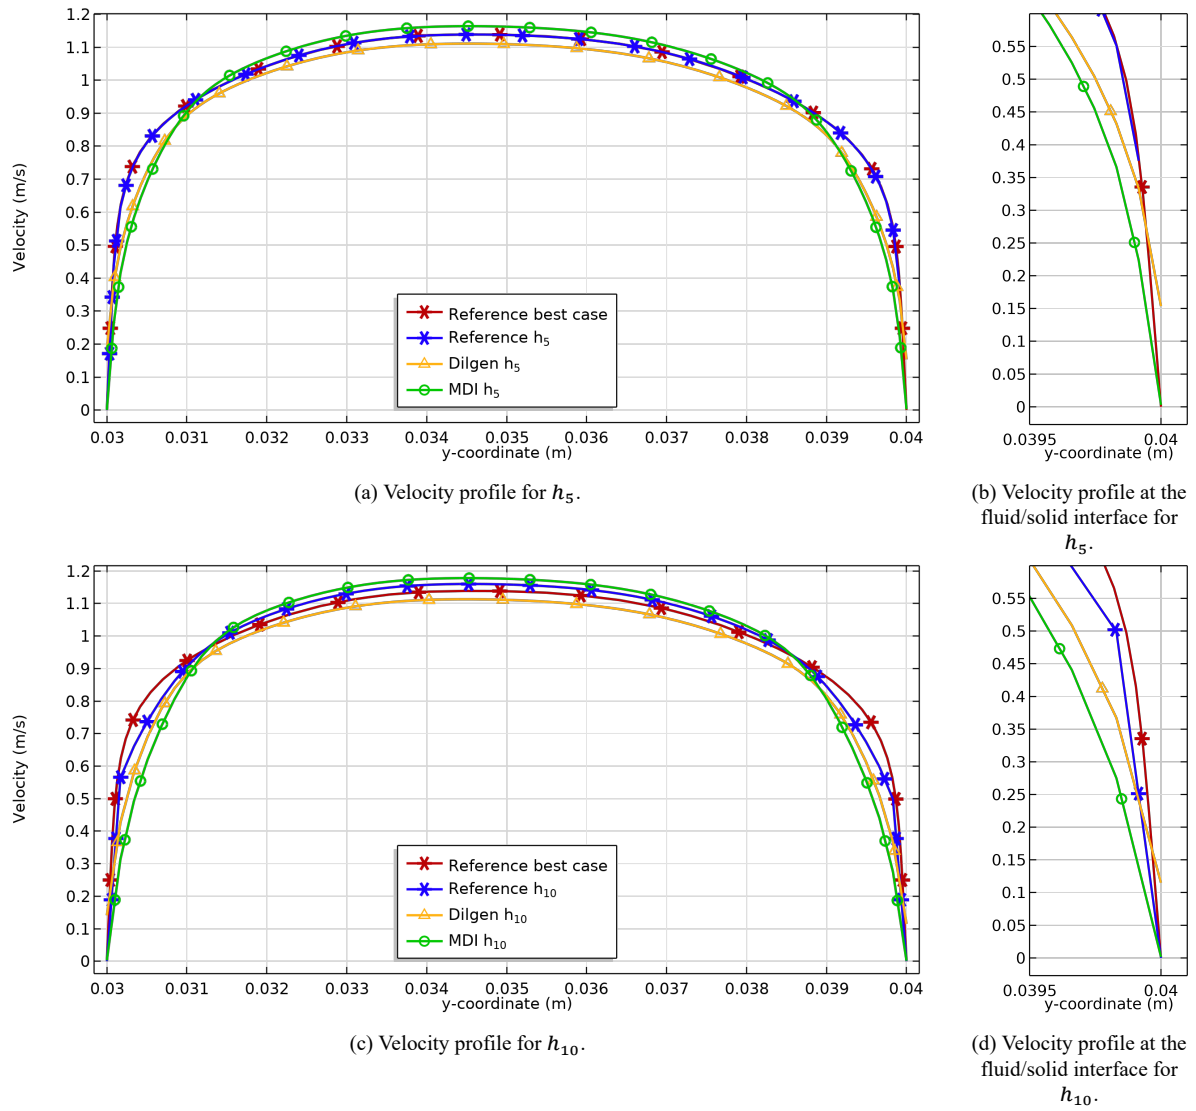 1.2
1.1
1
0.9
0.8
0.7
0.6
0.5
0.4
0.3
0.2
0.1
0
Velocity (m/s)
Reference best case
Reference h₅
Dilgen h₅
MDI h₅
0.03 0.031 0.032 0.033 0.034 0.035 0.036 0.037 0.038 0.039 0.04
y-coordinate (m)
(a) Velocity profile for h₅.
0.55
0.5
0.45
0.4
0.35
0.3
0.25
0.2
0.15
0.1
0.05
0
0.0395 0.04
y-coordinate (m)
(b) Velocity profile at the
fluid/solid interface for
h₅.
1.2
1.1
1
0.9
0.8
0.7
0.6
0.5
0.4
0.3
0.2
0.1
0
Velocity (m/s)
Reference best case
Reference h₁₀
Dilgen h₁₀
MDI h₁₀
0.03 0.031 0.032 0.033 0.034 0.035 0.036 0.037 0.038 0.039 0.04
y-coordinate (m)
(c) Velocity profile for h₁₀.
0.55
0.5
0.45
0.4
0.35
0.3
0.25
0.2
0.15
0.1
0.05
0
0.0395 0.04
y-coordinate (m)
(d) Velocity profile at the
fluid/solid interface for
h₁₀.